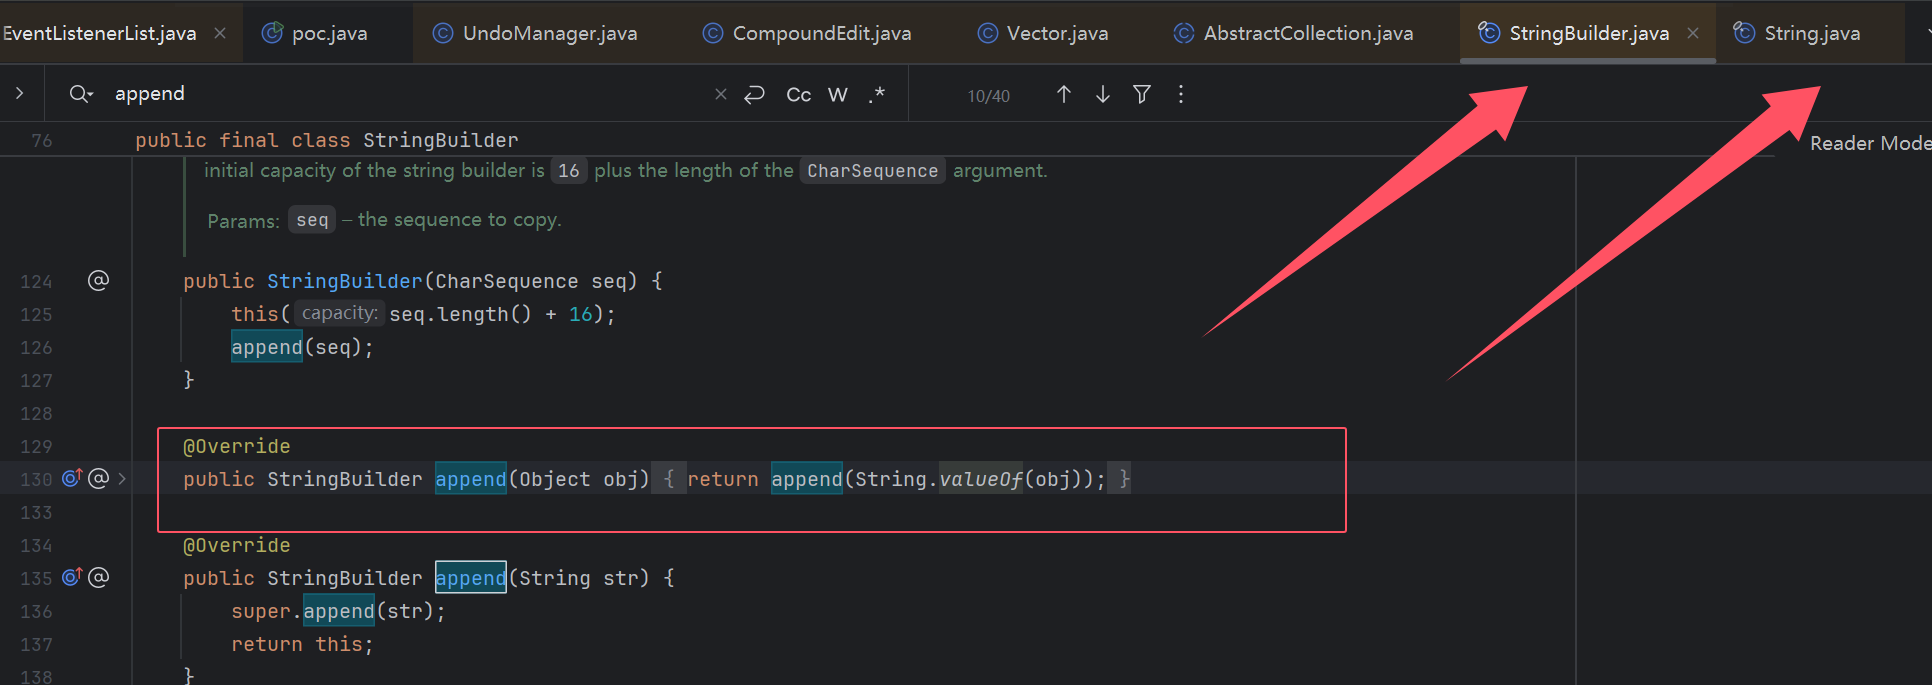 EventListenerList.java poc.java UndoManager.java CompoundEdit.java Vector.java AbstractCollection.java StringBuilder.java String.java
append Cc W .* 10/40
76 public final class StringBuilder
Reader Mode
initial capacity of the string builder is 16 plus the length of the CharSequence argument.
Params: seq – the sequence to copy.
124 @ public StringBuilder(CharSequence seq) {
125 this( capacity: seq.length() + 16);
126 append(seq);
127 }
128
129 @Override
130 @ public StringBuilder append(Object obj) { return append(String.valueOf(obj)); }
133
134 @Override
135 @ public StringBuilder append(String str) {
136 super.append(str);
137 return this;
138 }